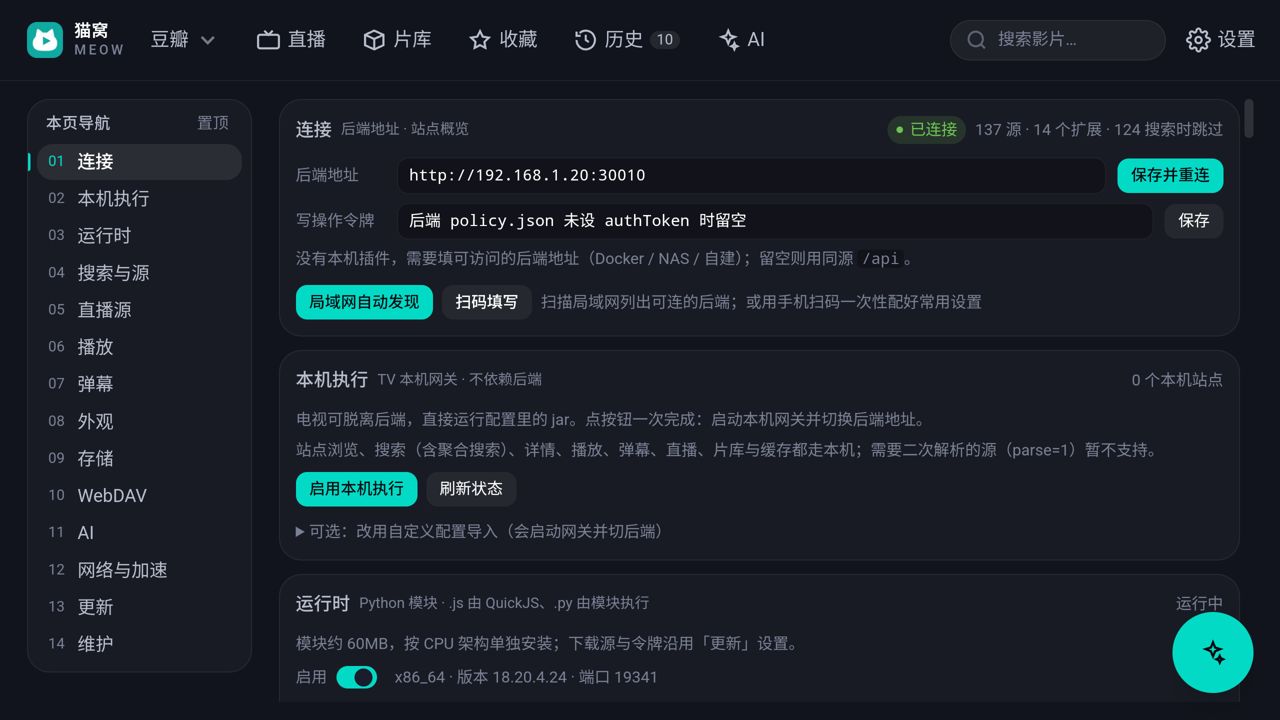 猫窝
MEOW
豆瓣
直播
片库
收藏
历史 10
AI
搜索影片…
设置
本页导航 置顶
01 连接
02 本机执行
03 运行时
04 搜索与源
05 直播源
06 播放
07 弹幕
08 外观
09 存储
10 WebDAV
11 AI
12 网络与加速
13 更新
14 维护
连接 后端地址 · 站点概览 已连接 137 源 · 14 个扩展 · 124 搜索时跳过
后端地址 http://192.168.1.20:30010 保存并重连
写操作令牌 后端 policy.json 未设 authToken 时留空 保存
没有本机插件，需要填可访问的后端地址（Docker / NAS / 自建）；留空则用同源 /api 。
局域网自动发现 扫码填写 扫描局域网列出可连的后端；或用手机扫码一次性配好常用设置
本机执行 TV 本机网关 · 不依赖后端 0 个本机站点
电视可脱离后端，直接运行配置里的 jar。点按钮一次完成：启动本机网关并切换后端地址。
站点浏览、搜索（含聚合搜索）、详情、播放、弹幕、直播、片库与缓存都走本机；需要二次解析的源（parse=1）暂不支持。
启用本机执行 刷新状态
▶ 可选：改用自定义配置导入（会启动网关并切后端）
运行时 Python 模块 · .js 由 QuickJS、.py 由模块执行 运行中
模块约 60MB，按 CPU 架构单独安装；下载源与令牌沿用「更新」设置。
启用 x86_64 · 版本 18.20.4.24 · 端口 19341